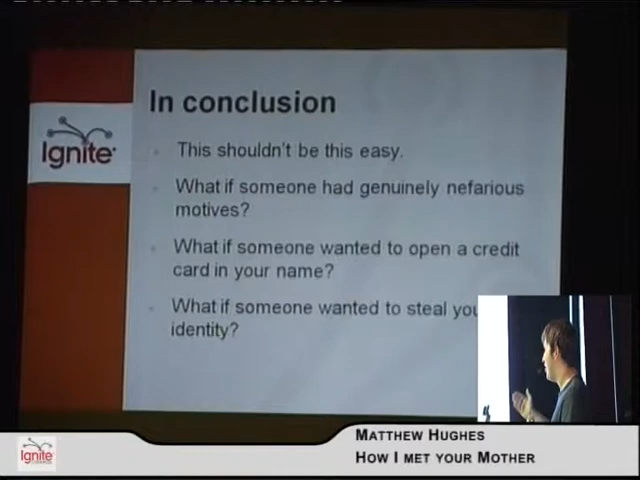 In conclusion
Ignite
This shouldn't be this easy.
What if someone had genuinely nefarious
motives?
What if someone wanted to open a credit
card in your name?
What if someone wanted to steal
identity?
MATTHEW HUGHES
HOW I MET YOUR MOTHER
Ignite